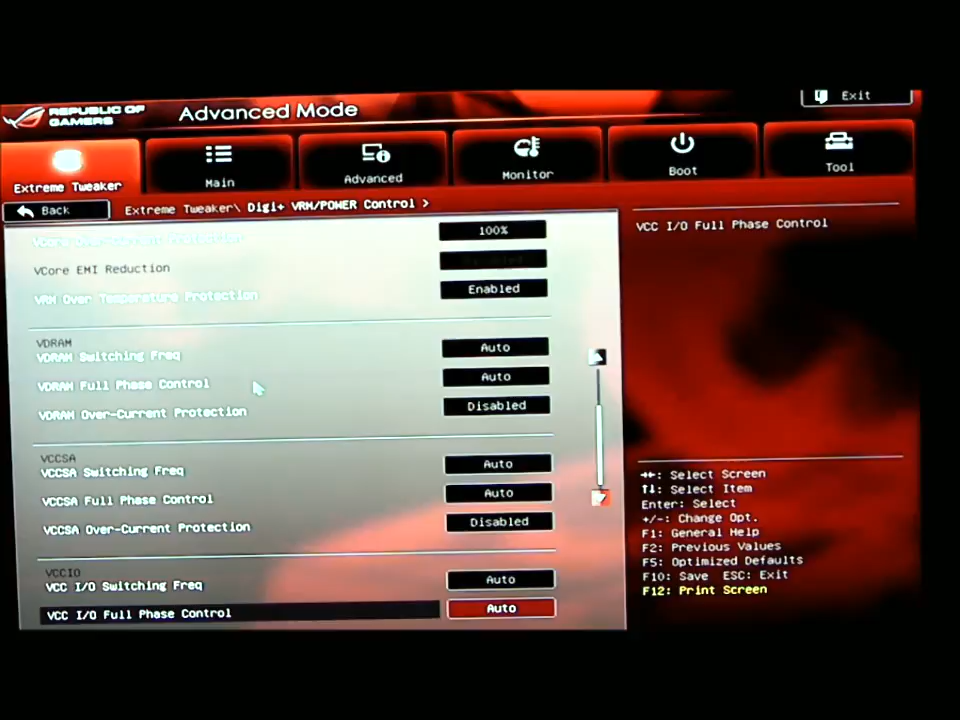 REPUBLIC OF
GAMERS
Advanced Mode
Exit
Extreme Tweaker
Main
Advanced
Monitor
Boot
Tool
Back
Extreme Tweaker\ Digi+ VRM/POWER Control >
VCore Over-Current Protection 100%
VCore EMI Reduction
VRM Over Temperature Protection Enabled
VDRAM
VDRAM Switching Freq Auto
VDRAM Full Phase Control Auto
VDRAM Over-Current Protection Disabled
VCCSA
VCCSA Switching Freq Auto
VCCSA Full Phase Control Auto
VCCSA Over-Current Protection Disabled
VCCIO
VCC I/O Switching Freq Auto
VCC I/O Full Phase Control Auto
VCC I/O Full Phase Control
→←: Select Screen
↑↓: Select Item
Enter: Select
+/-: Change Opt.
F1: General Help
F2: Previous Values
F5: Optimized Defaults
F10: Save ESC: Exit
F12: Print Screen